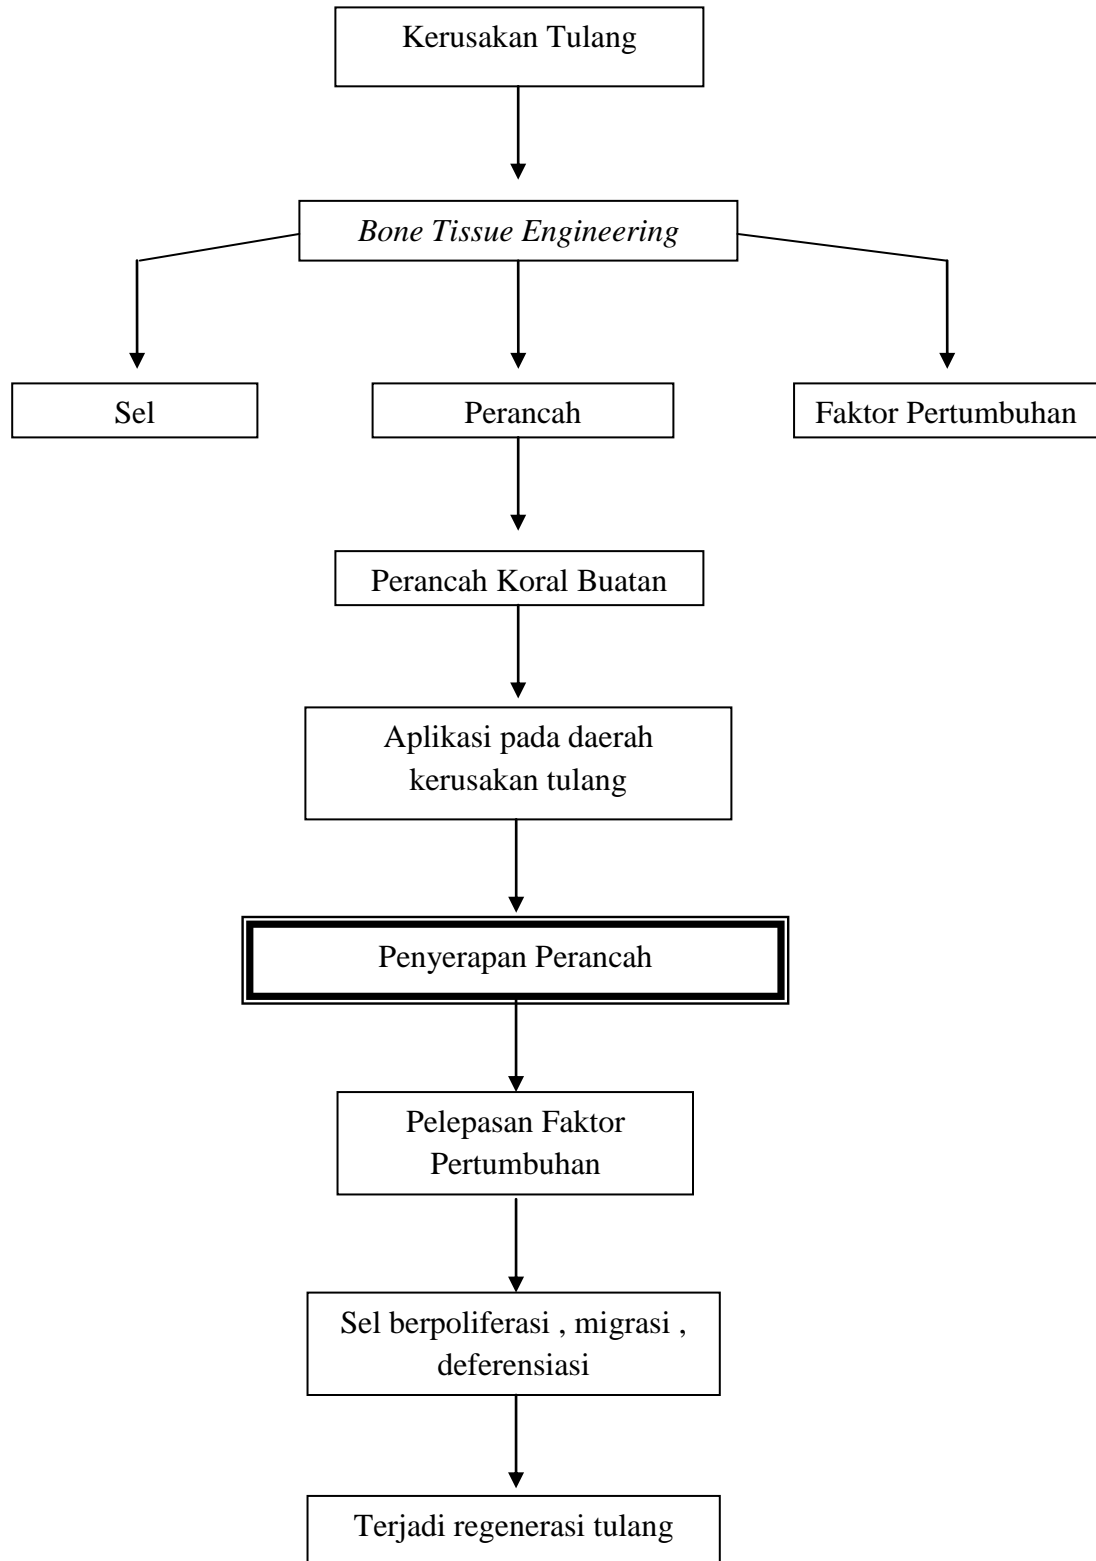 Kerusakan Tulang
Bone Tissue Engineering
Sel
Perancah
Faktor Pertumbuhan
Perancah Koral Buatan
Aplikasi pada daerah
kerusakan tulang
Penyerapan Perancah
Pelepasan Faktor
Pertumbuhan
Sel berpoliferasi , migrasi ,
deferensiasi
Terjadi regenerasi tulang